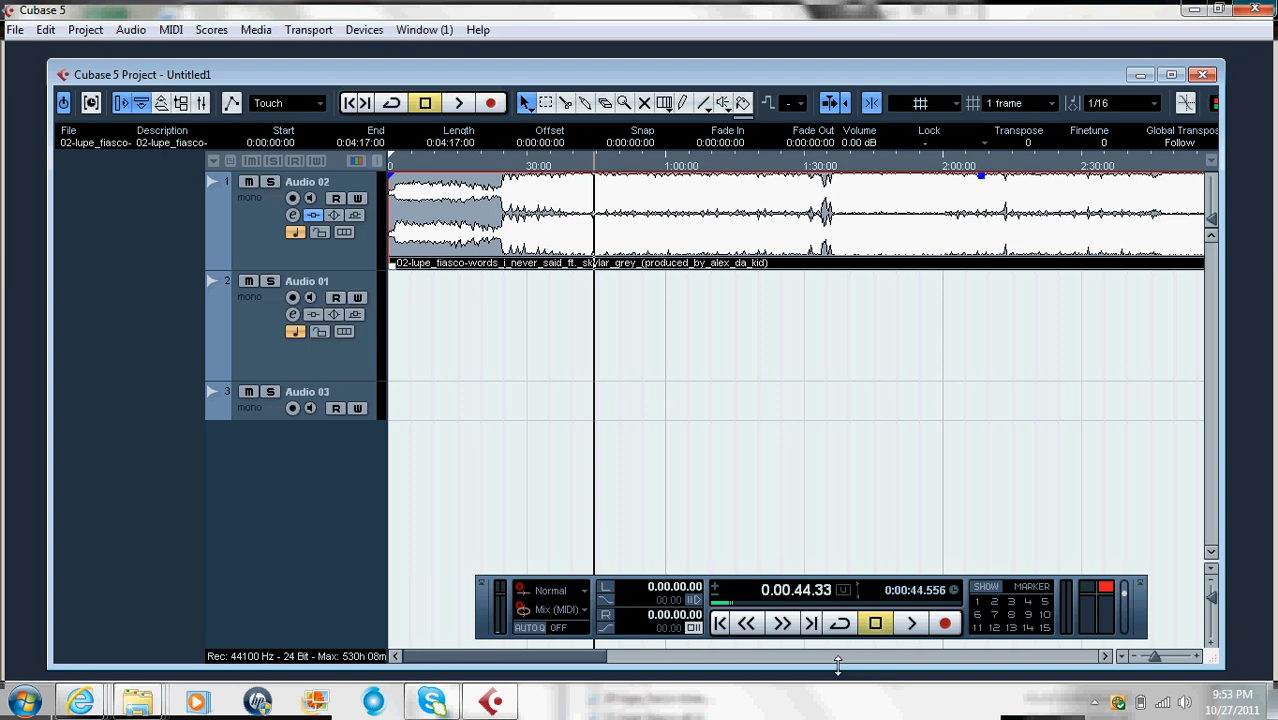 Cubase 5
File Edit Project Audio MIDI Scores Media Transport Devices Window (1) Help
Cubase 5 Project - Untitled1
Touch - 1 frame 1/16
File Description Start End Length Offset Snap Fade In Fade Out Volume Lock Transpose Finetune Global Transpo
02-lupe_fiasco- 02-lupe_fiasco- 0:00:00:00 0:04:17:00 0:04:17:00 0:00:00:00 0:00:00:00 0:00:00:00 0:00:00:00 0.00 dB - 0 0 Follow
0 30:00 1:00:00 1:30:00 2:00:00 2:30:00
1 M S Audio 02
mono R W
e
02-lupe_fiasco-words_i_never_said_ft._skylar_grey_(produced_by_alex_da_kid)
2 M S Audio 01
mono R W
e
3 M S Audio 03
mono R W
Normal L 0.00.00.00 0.00.44.33 0:00:44.556 SHOW MARKER
00.00 1 2 3 4 5
Mix (MIDI) R 0.00.00.00 6 7 8 9 10
AUTO Q OFF 00.00 11 12 13 14 15
Rec: 44100 Hz - 24 Bit - Max: 530h 08m
9:53 PM
10/27/2011